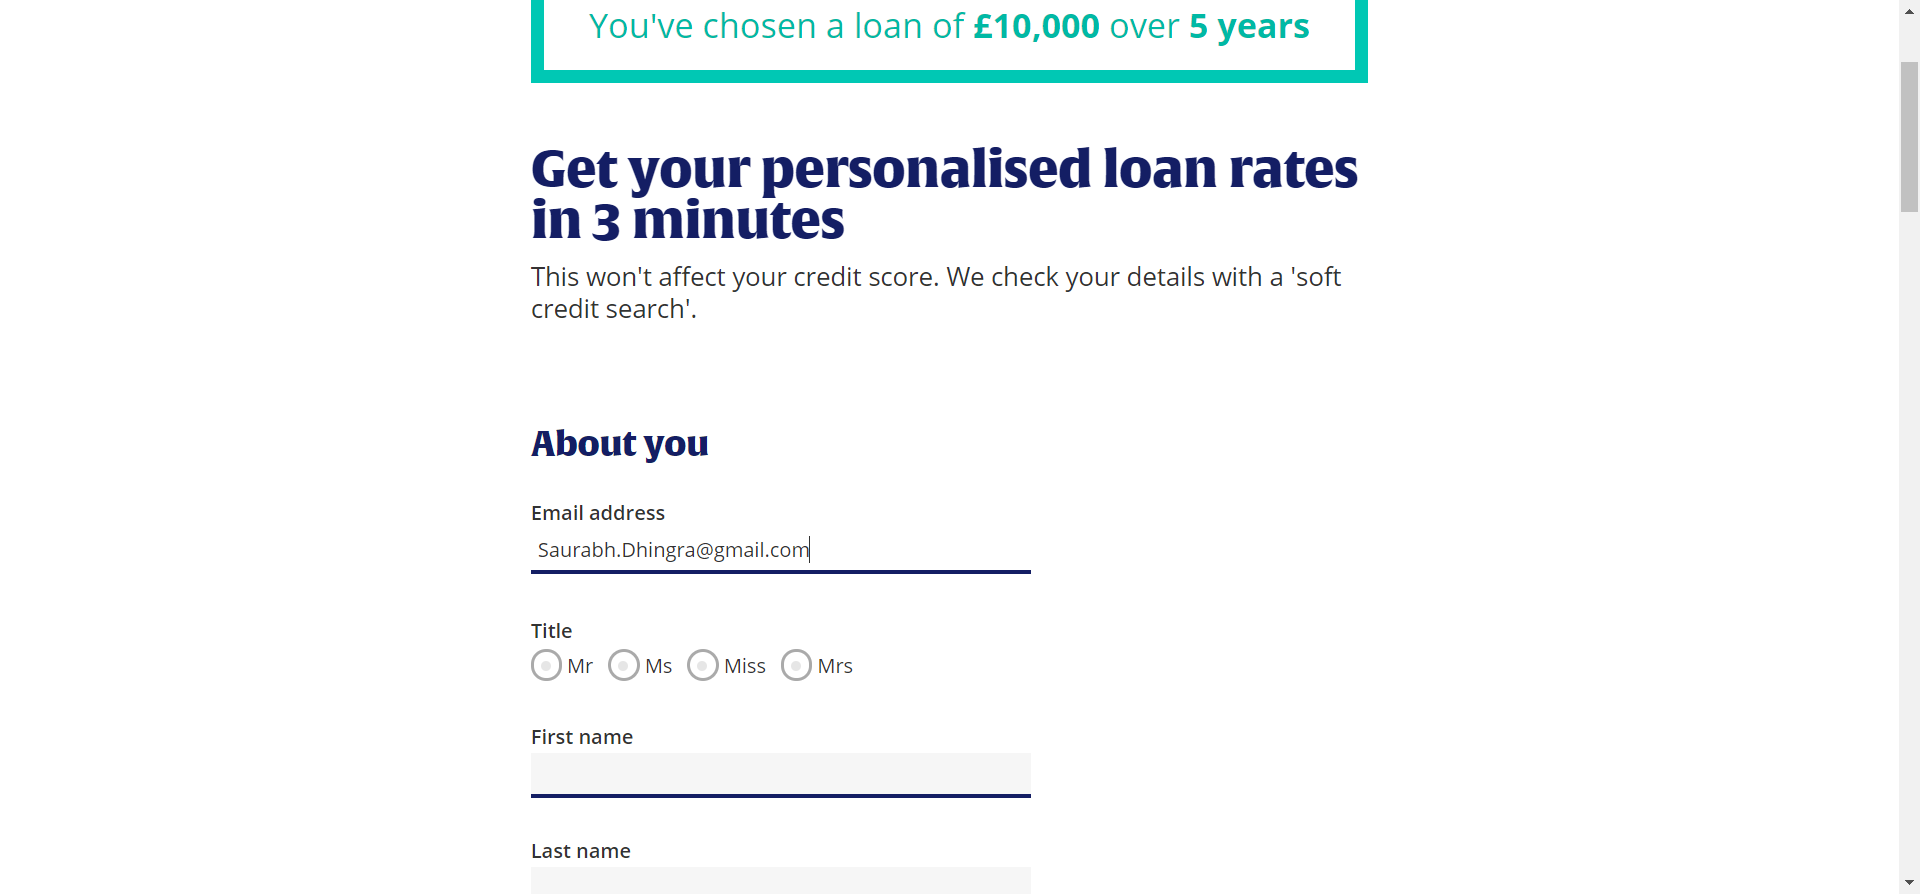 You've chosen a loan of £10,000 over 5 years
Get your personalised loan rates
in 3 minutes
This won't affect your credit score. We check your details with a 'soft
credit search'.
About you
Email address
Saurabh.Dhingra@gmail.com
Title
Mr Ms Miss Mrs
First name
Last name